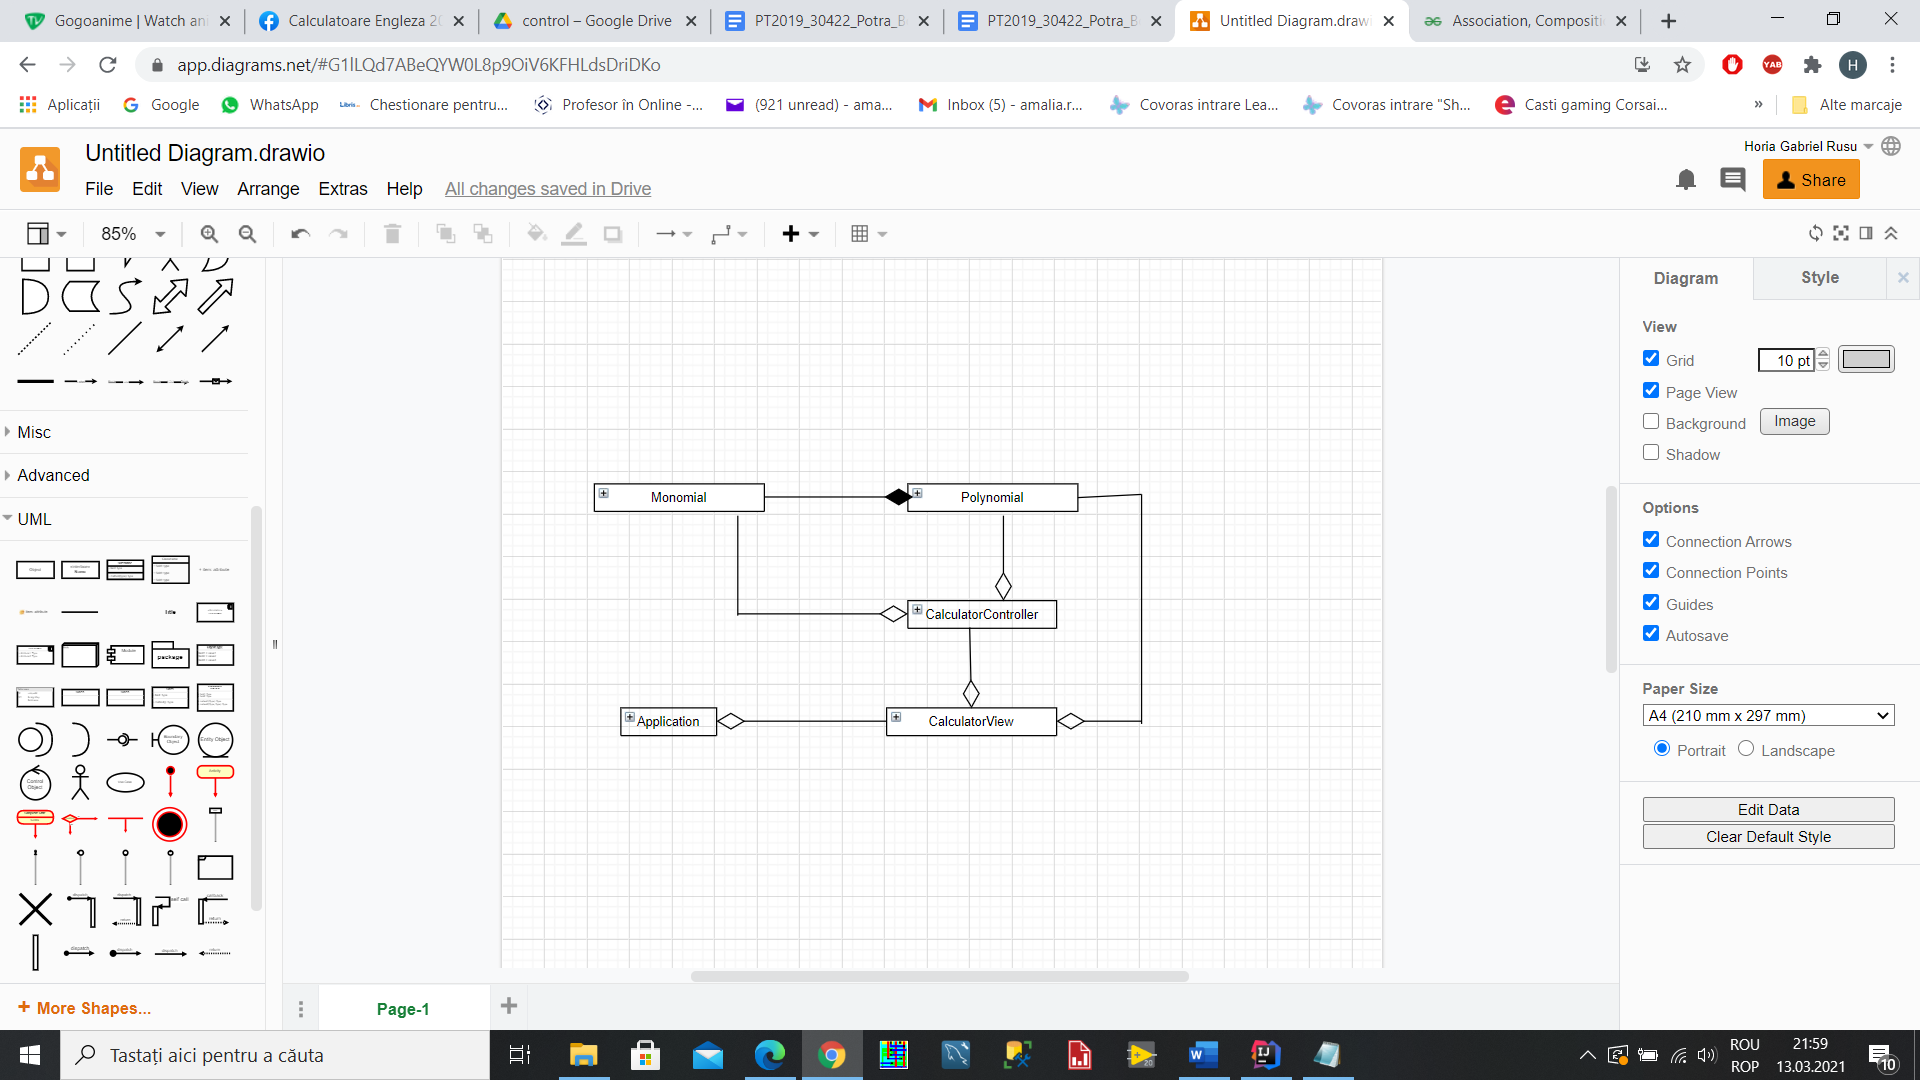 Gogoanime | Watch ani
Calculatoare Engleza 20
control – Google Drive
PT2019_30422_Potra_B
PT2019_30422_Potra_B
Untitled Diagram.drawi
Association, Compositi
app.diagrams.net/#G1lLQd7ABeQYW0L8p9OiV6KFHLdsDriDKo
Aplicații
Google
WhatsApp
Chestionare pentru...
Profesor în Online -...
(921 unread) - ama...
Inbox (5) - amalia.r...
Covoras intrare Lea...
Covoras intrare "Sh...
Casti gaming Corsai...
»
Alte marcaje
Untitled Diagram.drawio
Horia Gabriel Rusu
File Edit View Arrange Extras Help All changes saved in Drive
Share
85%
Diagram
Style
View
Grid
10 pt
Page View
Background
Image
Shadow
Options
Connection Arrows
Connection Points
Guides
Autosave
Paper Size
A4 (210 mm x 297 mm)
Portrait
Landscape
Edit Data
Clear Default Style
Misc
Advanced
UML
Monomial
Polynomial
CalculatorController
Application
CalculatorView
+ More Shapes...
Page-1
Tastați aici pentru a căuta
ROU
ROP
21:59
13.03.2021
10